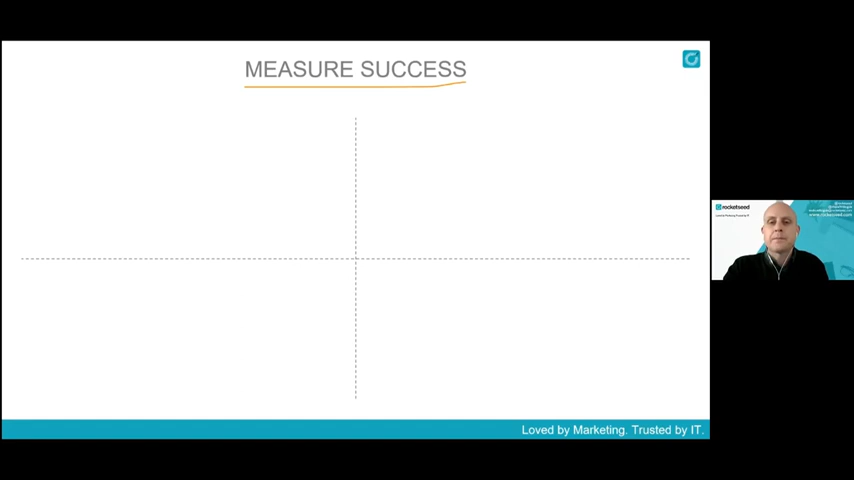 MEASURE SUCCESS
rocketseed
Loved by Marketing. Trusted by IT.